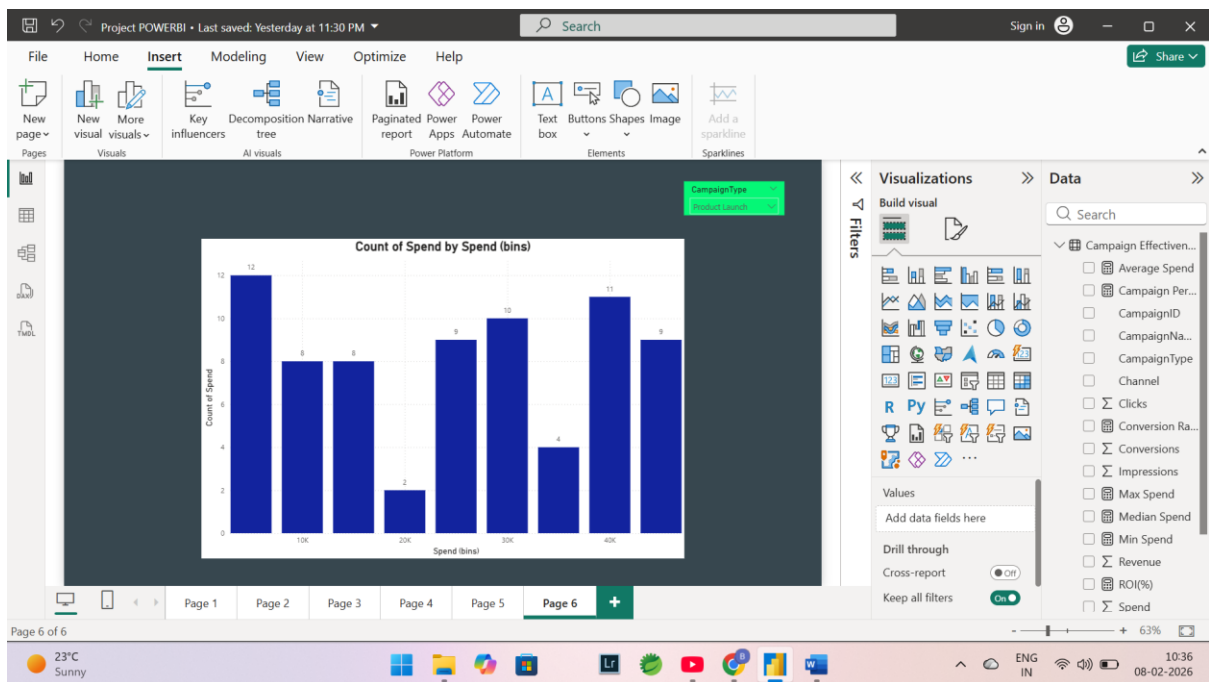 Project POWERBI • Last saved: Yesterday at 11:30 PM
Search
Sign in
File Home Insert Modeling View Optimize Help
Share
New page
New visual
More visuals
Key influencers
Decomposition tree
Narrative
Paginated report
Power Apps
Power Automate
Text box
Buttons
Shapes
Image
Add a sparkline
Pages
Visuals
AI visuals
Power Platform
Elements
Sparklines
DAX
TMDL
CampaignType
Product Launch
Count of Spend by Spend (bins)
Count of Spend
12
10
8
6
4
2
0
12
8
8
2
9
10
4
11
9
10K
20K
30K
40K
Spend (bins)
Filters
Visualizations
Build visual
123
R Py
Values
Add data fields here
Drill through
Cross-report
Off
Keep all filters
On
Data
Search
Campaign Effectiven...
Average Spend
Campaign Per...
CampaignID
CampaignNa...
CampaignType
Channel
Clicks
Conversion Ra...
Conversions
Impressions
Max Spend
Median Spend
Min Spend
Revenue
ROI(%)
Spend
Page 1
Page 2
Page 3
Page 4
Page 5
Page 6
Page 6 of 6
63%
23°C
Sunny
Lr
ENG
IN
10:36
08-02-2026